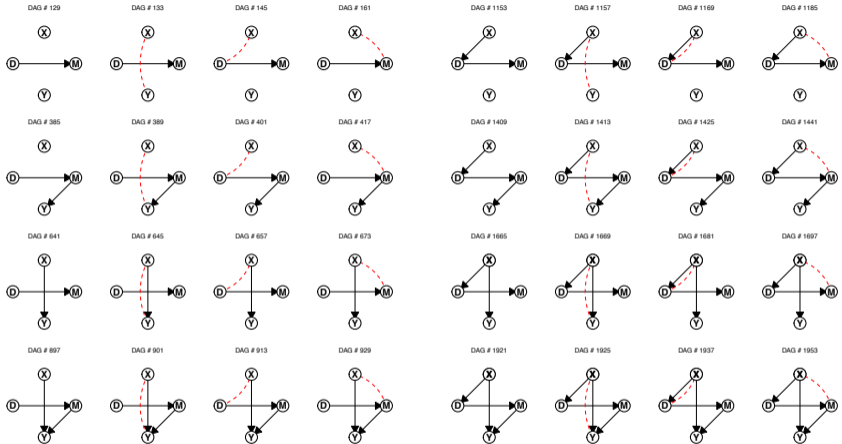 DAG # 129 DAG # 133 DAG # 145 DAG # 161 DAG # 1153 DAG # 1157 DAG # 1169 DAG # 1185
X X X X X X X X
D M D M D M D M D M D M D M D M
Y Y Y Y Y Y Y Y
DAG # 385 DAG # 389 DAG # 401 DAG # 417 DAG # 1409 DAG # 1413 DAG # 1425 DAG # 1441
X X X X X X X X
D M D M D M D M D M D M D M D M
Y Y Y Y Y Y Y Y
DAG # 641 DAG # 645 DAG # 657 DAG # 673 DAG # 1665 DAG # 1669 DAG # 1681 DAG # 1697
X X X X X X X X
D M D M D M D M D M D M D M D M
Y Y Y Y Y Y Y Y
DAG # 897 DAG # 901 DAG # 913 DAG # 929 DAG # 1921 DAG # 1925 DAG # 1937 DAG # 1953
X X X X X X X X
D M D M D M D M D M D M D M D M
Y Y Y Y Y Y Y Y